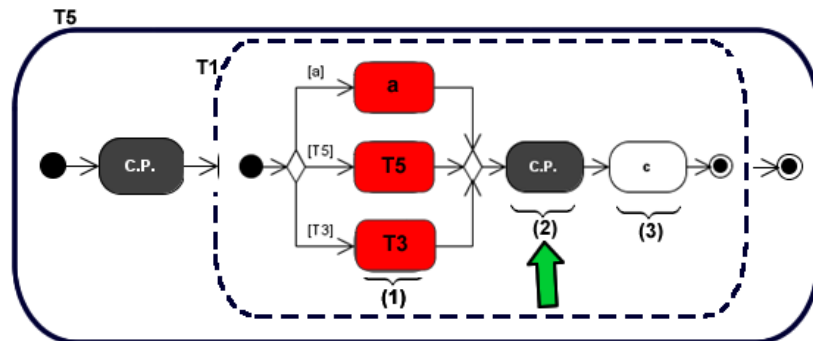 T5
T1
[a]
a
C.P.
[T5]
T5
C.P.
c
[T3]
T3
(1)
(2)
(3)